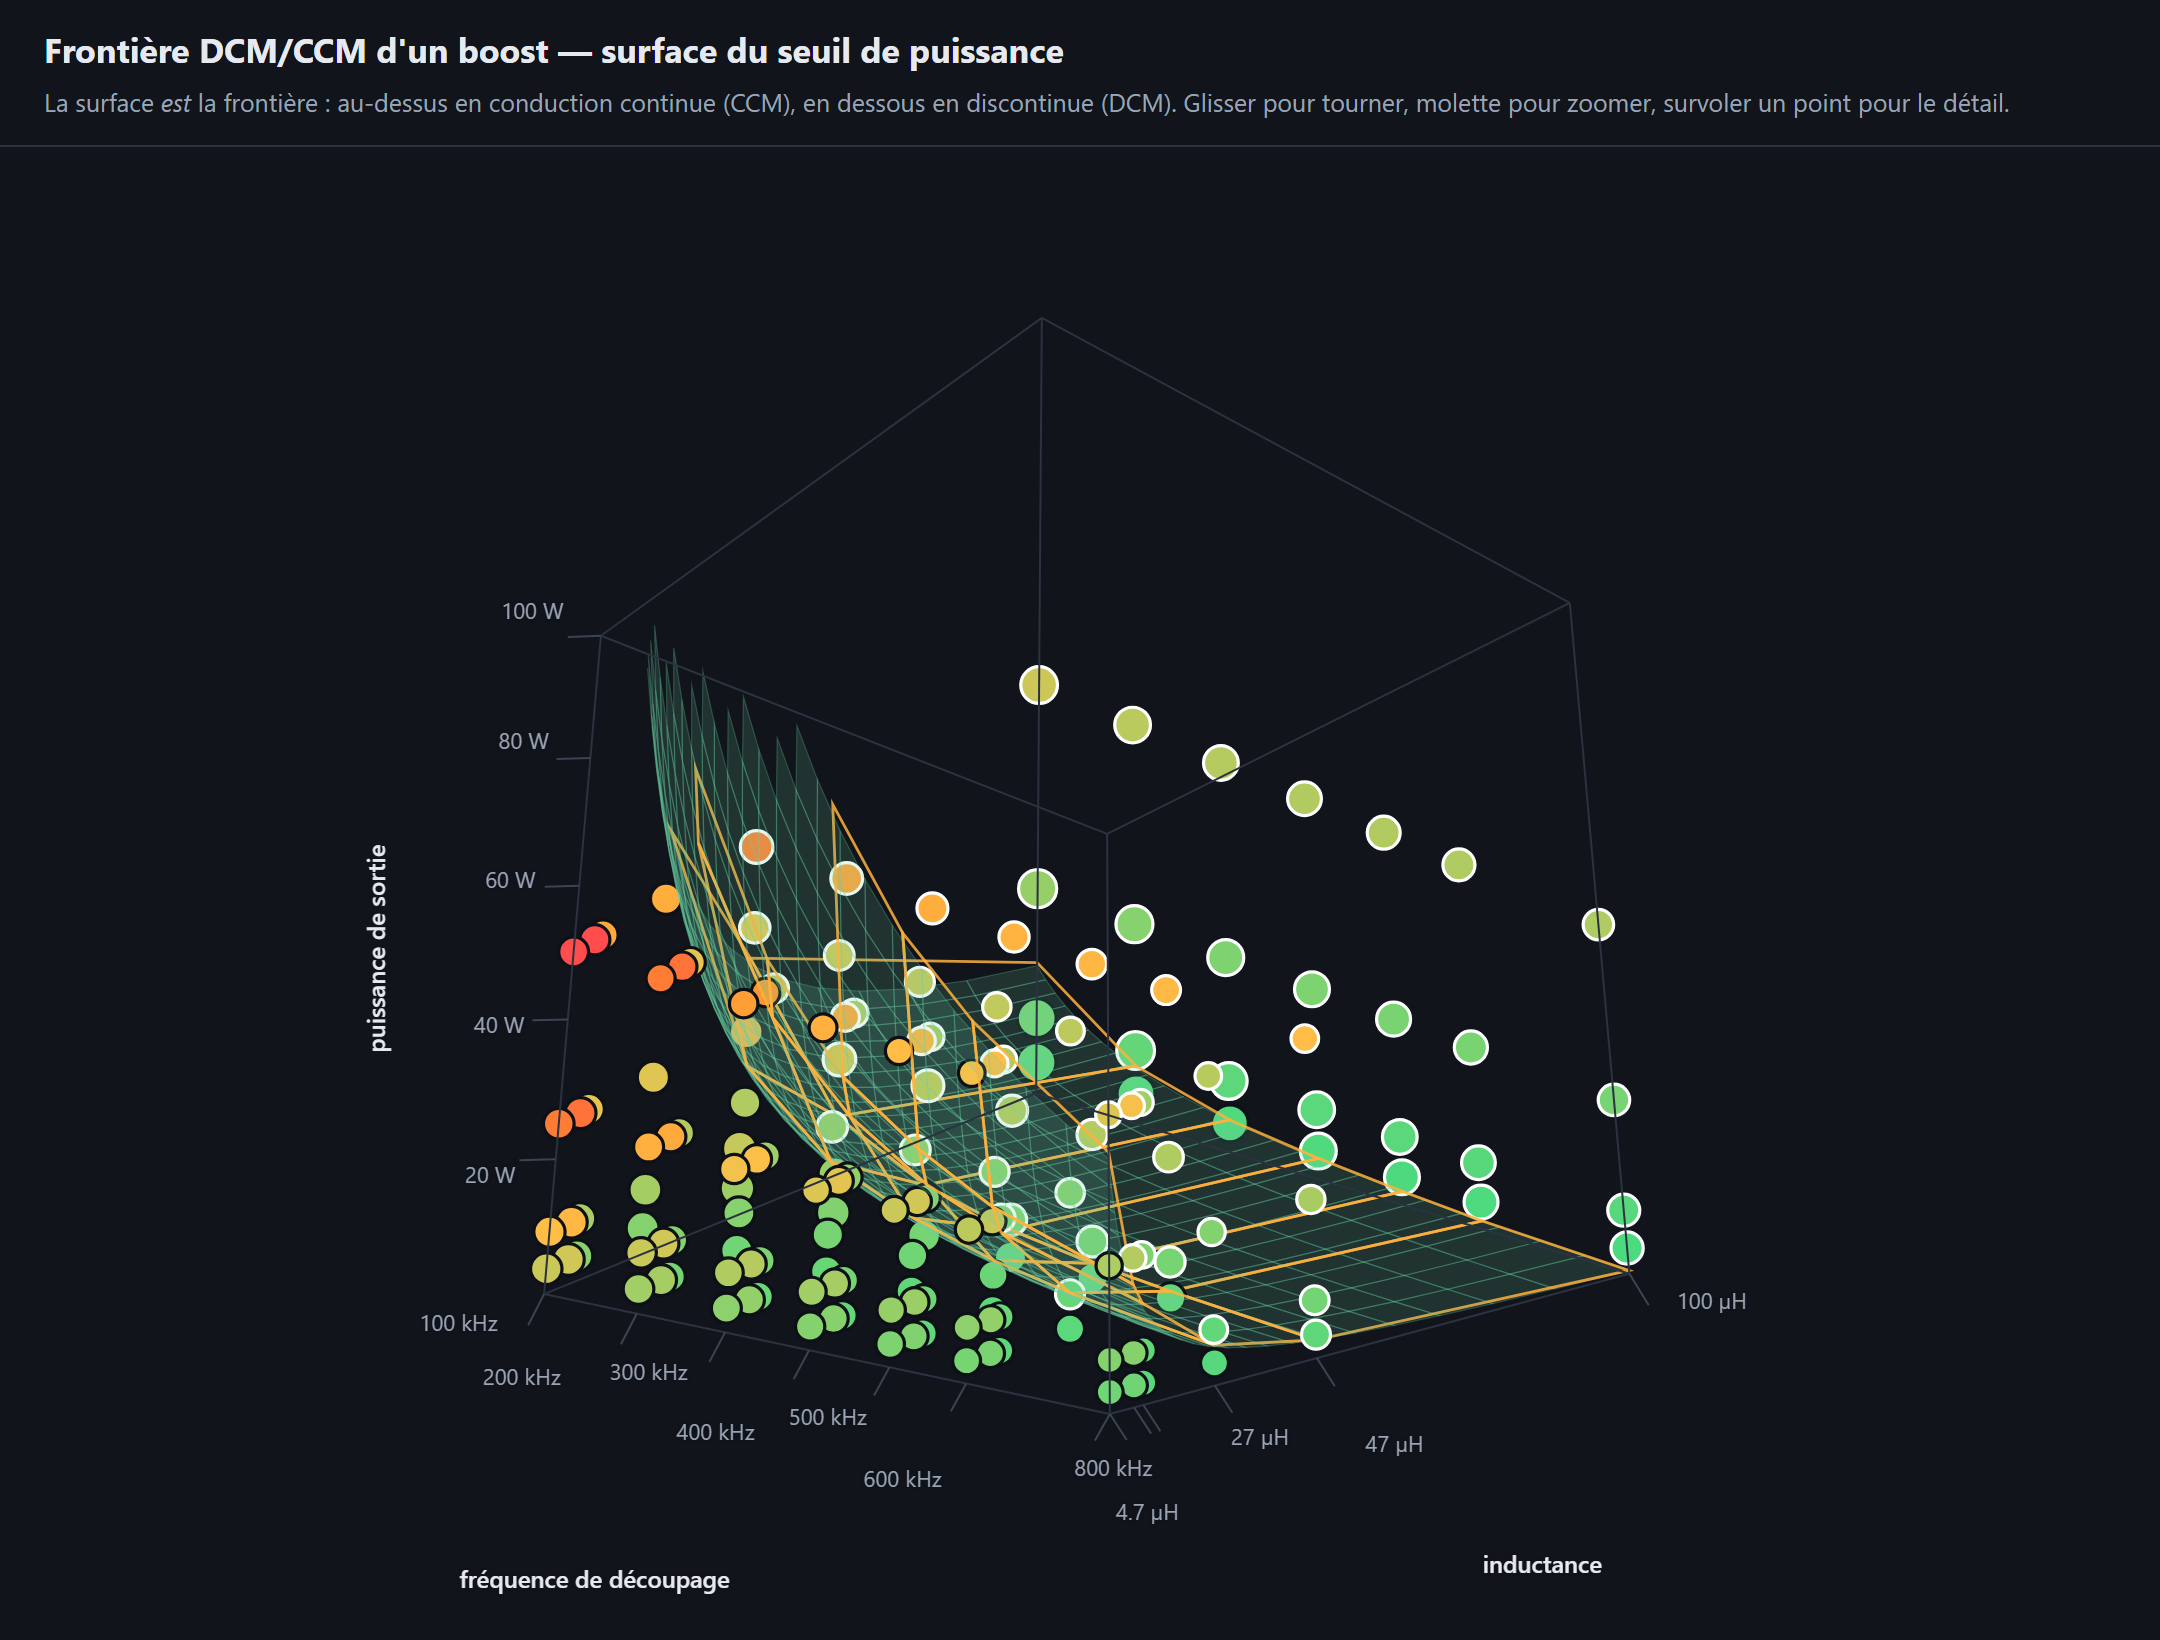 Frontière DCM/CCM d'un boost — surface du seuil de puissance
La surface est la frontière : au-dessus en conduction continue (CCM), en dessous en discontinue (DCM). Glisser pour tourner, molette pour zoomer, survoler un point pour le détail.
100 W
80 W
60 W
40 W
20 W
puissance de sortie
100 kHz
200 kHz
300 kHz
400 kHz
500 kHz
600 kHz
800 kHz
4.7 µH
27 µH
47 µH
100 µH
fréquence de découpage
inductance